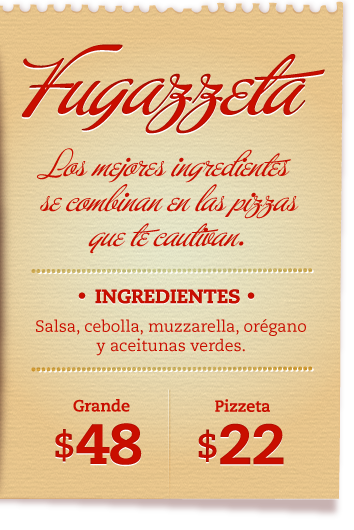 Fugazzeta
Los mejores ingredientes
se combinan en las pizzas
que te cautivan.
• INGREDIENTES •
Salsa, cebolla, muzzarella, orégano
y aceitunas verdes.
Grande Pizzeta
$48 $22